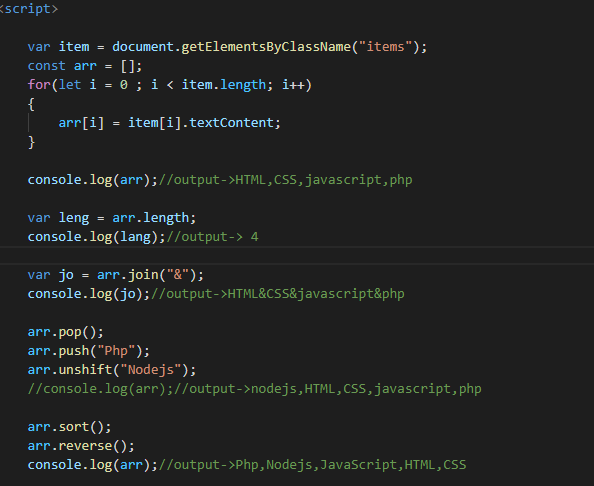 <script>
var item = document.getElementsByClassName("items");
const arr = [];
for(let i = 0 ; i < item.length; i++)
{
arr[i] = item[i].textContent;
}
console.log(arr);//output->HTML,CSS,javascript,php
var leng = arr.length;
console.log(lang);//output-> 4
var jo = arr.join("&");
console.log(jo);//output->HTML&CSS&javascript&php
arr.pop();
arr.push("Php");
arr.unshift("Nodejs");
//console.log(arr);//output->nodejs,HTML,CSS,javascript,php
arr.sort();
arr.reverse();
console.log(arr);//output->Php,Nodejs,JavaScript,HTML,CSS